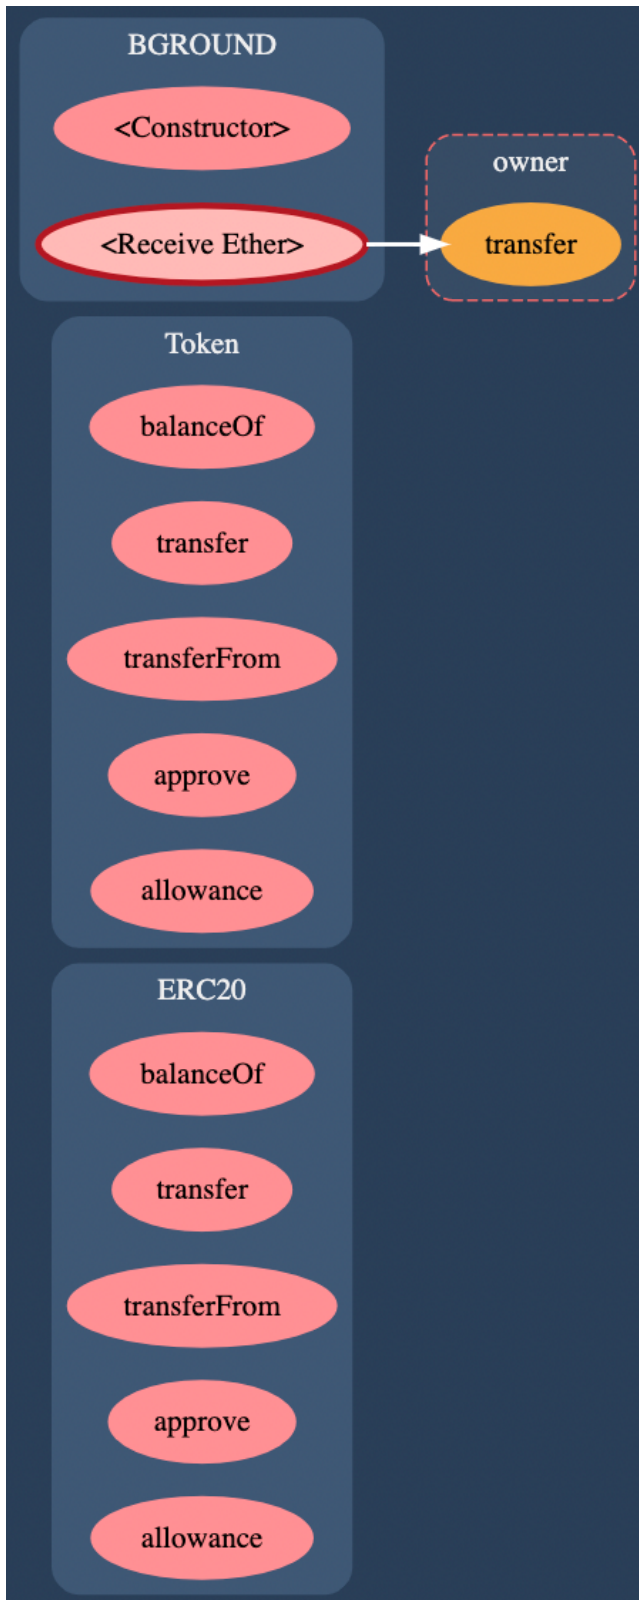 BGROUND
<Constructor>
<Receive Ether>
owner
transfer
Token
balanceOf
transfer
transferFrom
approve
allowance
ERC20
balanceOf
transfer
transferFrom
approve
allowance